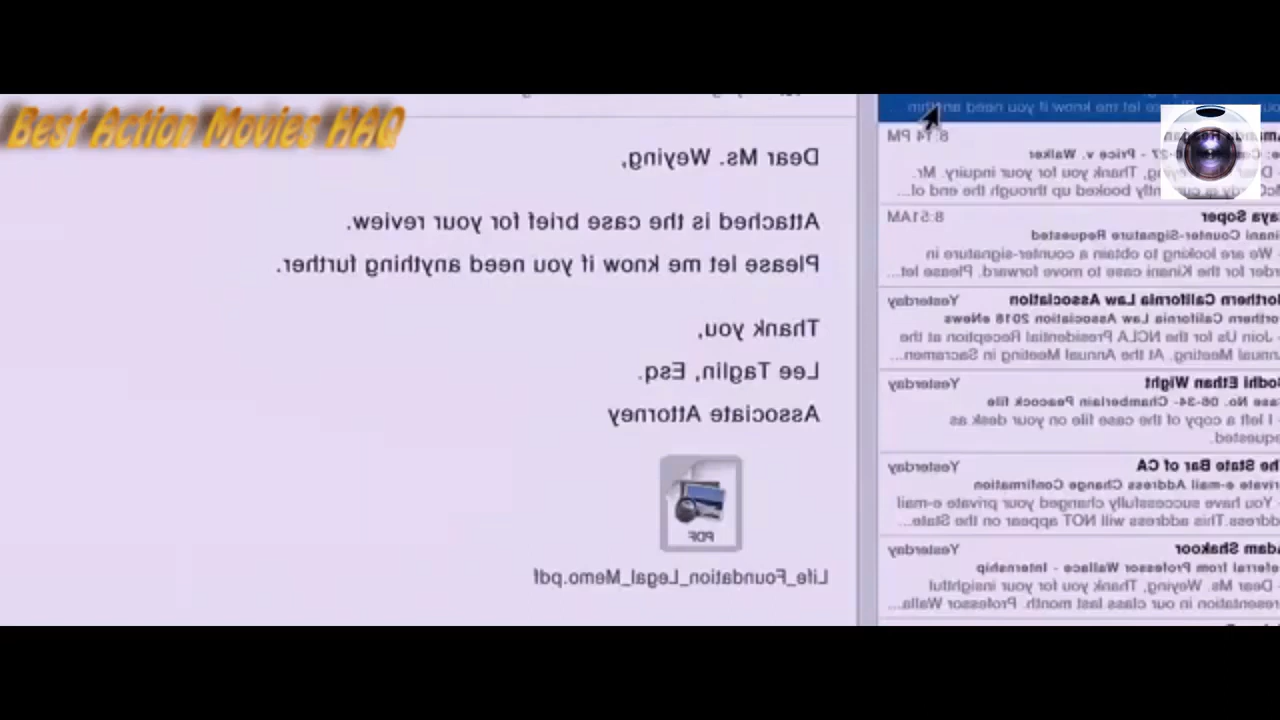 Best Action Movies HAQ
Dear Ms. Weying,
Attached is the case brief for your review.
Please let me know if you need anything further.
Thank you,
Lee Taglin, Esq.
Associate Attorney
PDF
Life_Foundation_Legal_Memo.pdf
let me know if you need
8:14 PM
27 - Price v. Walker
Thank you for your inquiry. Mr.
booked up through the end of...
Soper 8:51AM
Counter-Signature Requested
- We are looking to obtain a counter-signature in
for the Kinani case to move forward. Please let...
Northern California Law Association Yesterday
Northern California Law Association 2018 eNews
- Join Us for the NCLA Presidential Reception at the
Annual Meeting. At the Annual Meeting in Sacramen...
Bodhi Ethan Wight Yesterday
Case No. 06-34- Chamberlain Peacock file
- I left a copy of the case file on your desk as
requested.
The State Bar of CA Yesterday
Private e-mail Address Change Confirmation
- You have successfully changed your private e-mail
address.This address will NOT appear on the State...
Adam Shakoor Yesterday
Referral from Professor Wallace - Internship
- Dear Ms. Weying, Thank you for your insightful
presentation in our class last month. Professor Walla...